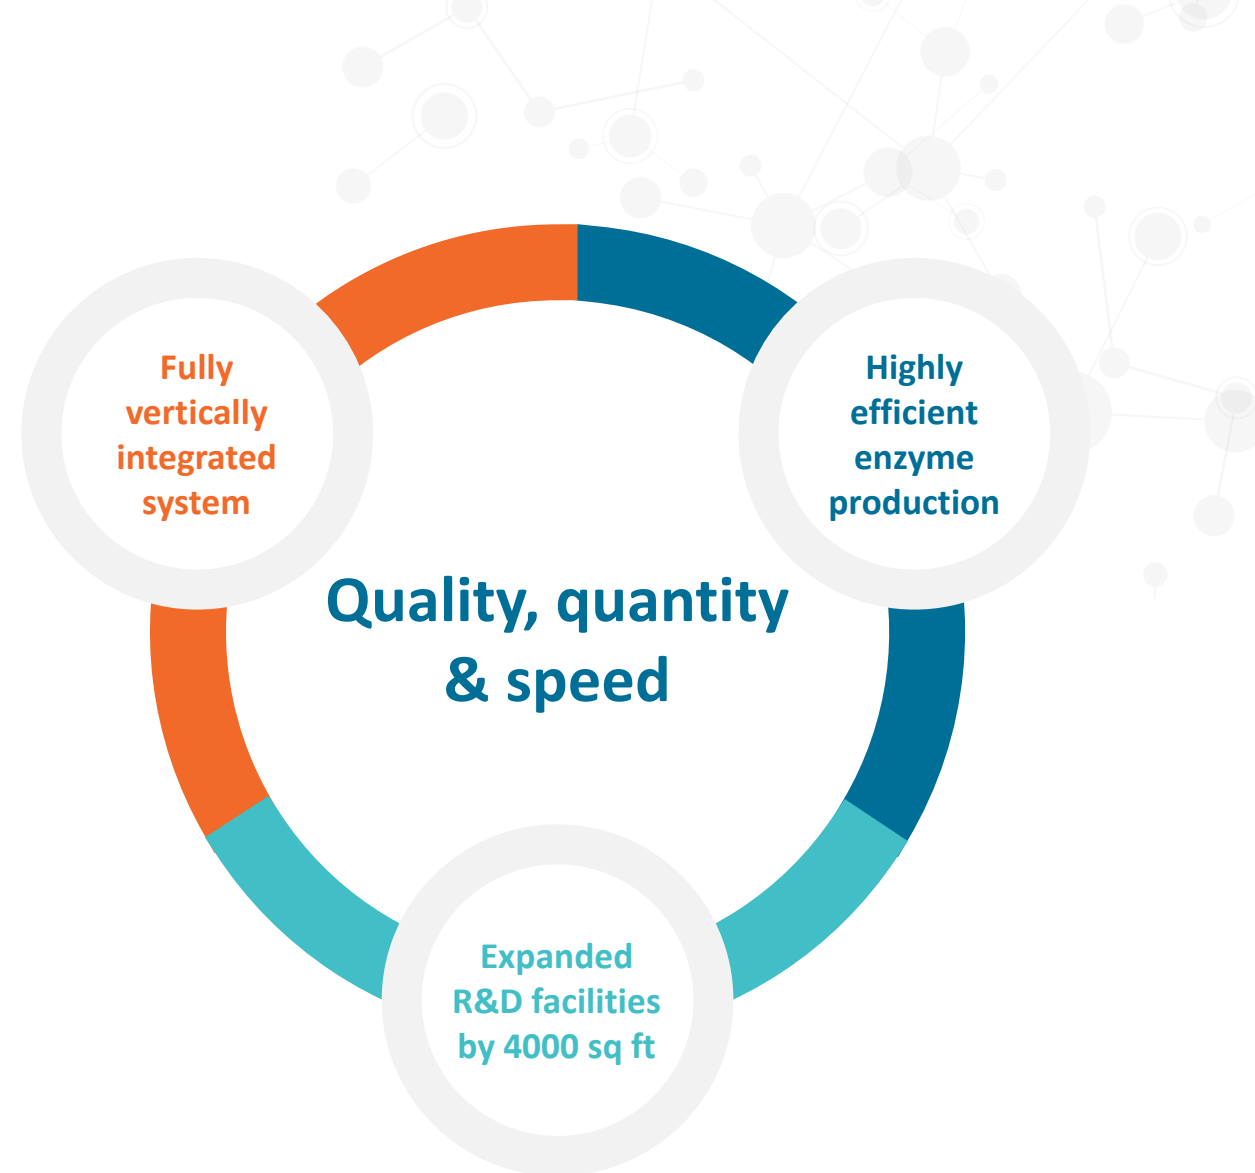 Fully
vertically
integrated
system
Highly
efficient
enzyme
production
Quality, quantity
& speed
Expanded
R&D facilities
by 4000 sq ft